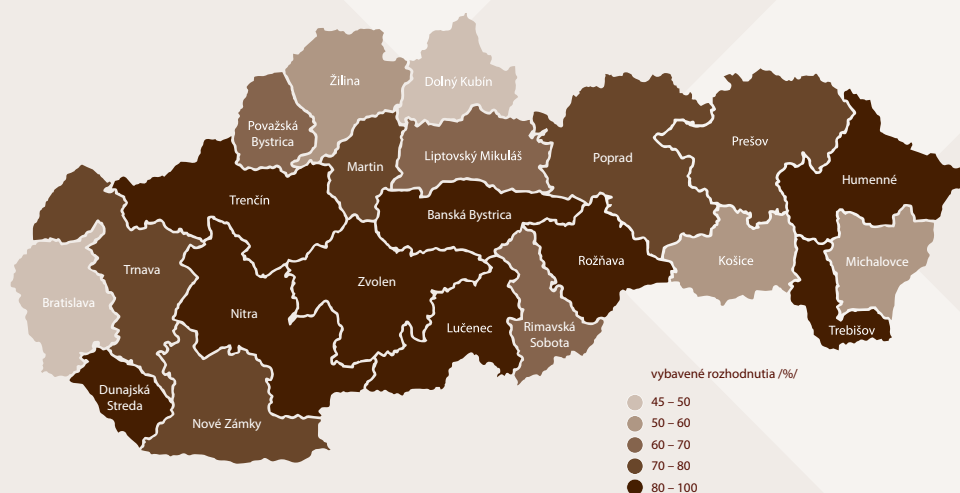 Žilina
Dolný Kubín
Považská
Bystrica
Martin
Liptovský Mikuláš
Poprad
Prešov
Humenné
Trenčín
Banská Bystrica
Trnava
Bratislava
Nitra
Zvolen
Rožňava
Košice
Michalovce
Lučenec
Rimavská
Sobota
Trebišov
Dunajská
Streda
Nové Zámky
vybavené rozhodnutia /%/
45 – 50
50 – 60
60 – 70
70 – 80
80 – 100